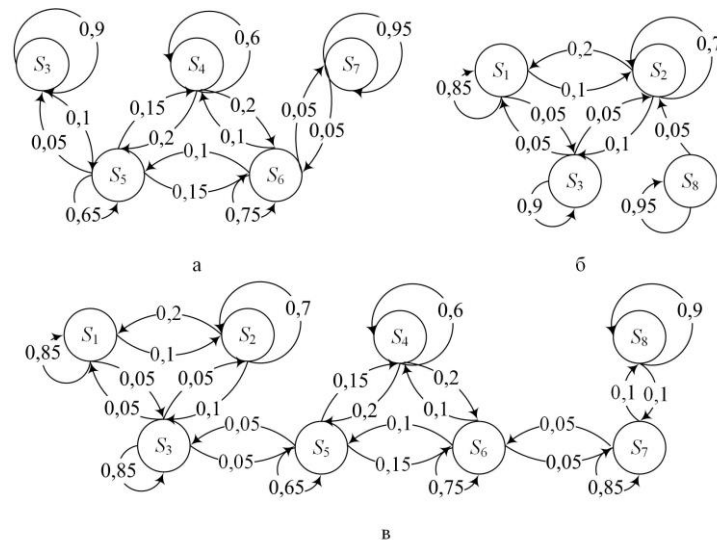 0,9 0,6 0,95 0,2 0,7
S3 S4 S7 S1 S2
0,85 0,1
0,1 0,15 0,2 0,05 0,05 0,05 0,05
0,05 0,2 0,1 0,05 0,05 0,1
0,1
S5 S6 S3 S8
0,15
0,65 0,75 0,9 0,95
а б
0,2 0,7 0,6 0,9
S1 S2 S4 S8
0,85 0,1
0,05 0,05 0,15 0,2
0,05 0,1 0,2 0,1 0,1 0,1
0,05 0,1 0,05
S3 S5 S6 S7
0,05 0,15 0,05
0,85 0,65 0,75 0,85
в